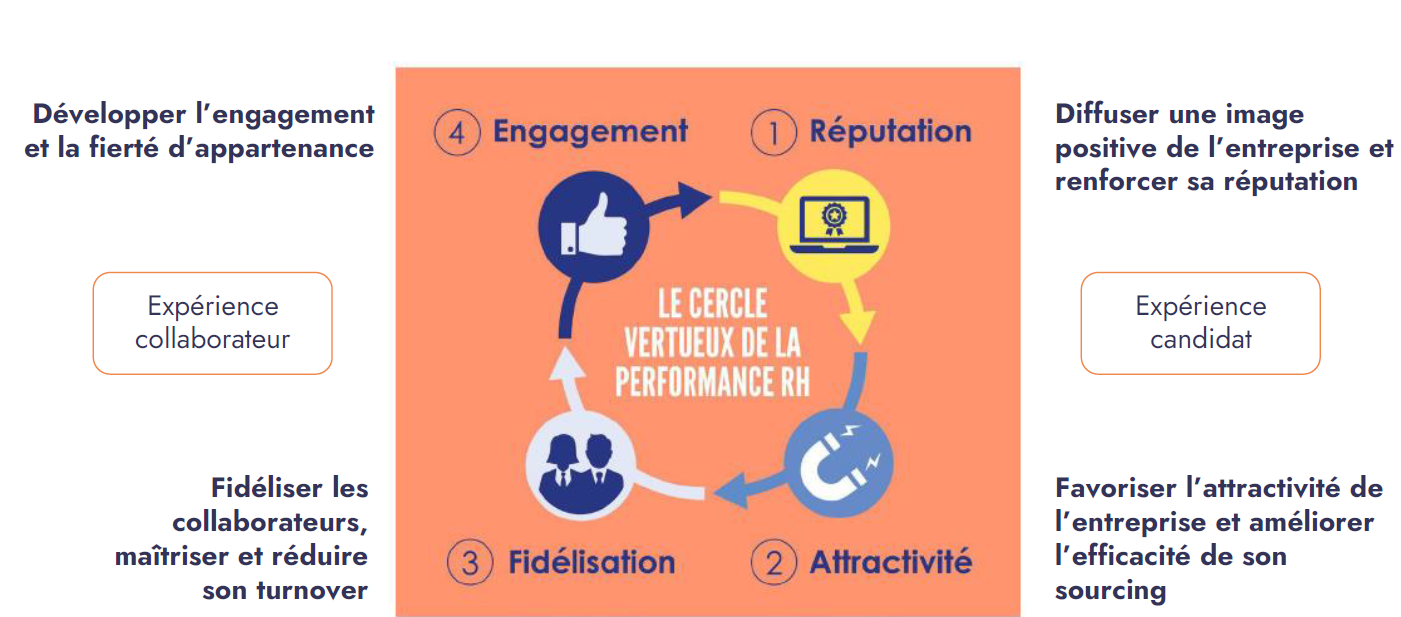 Développer l'engagement
et la fierté d'appartenance
4 Engagement
1 Réputation
Diffuser une image
positive de l'entreprise et
renforcer sa réputation
Expérience
collaborateur
LE CERCLE
VERTUEUX DE LA
PERFORMANCE RH
Expérience
candidat
Fidéliser les
collaborateurs,
maîtriser et réduire
son turnover
3 Fidélisation
2 Attractivité
Favoriser l'attractivité de
l'entreprise et améliorer
l'efficacité de son
sourcing